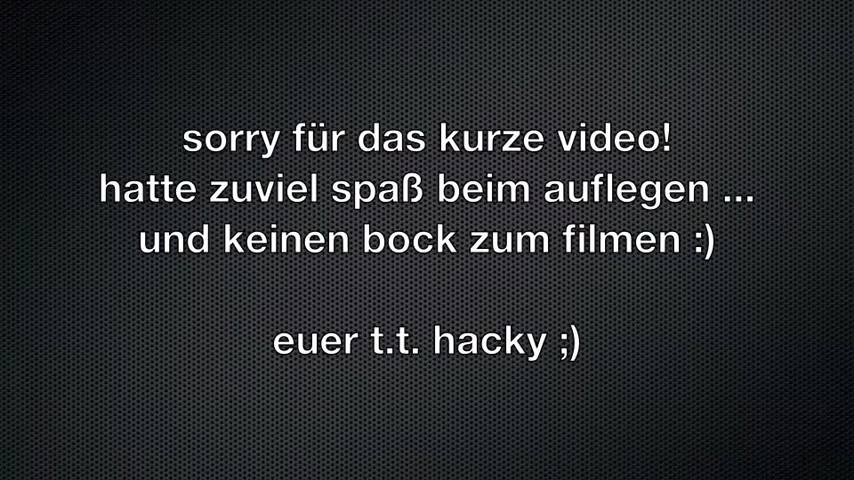 sorry für das kurze video!
hatte zuviel spaß beim auflegen ...
und keinen bock zum filmen :)
euer t.t. hacky ;)